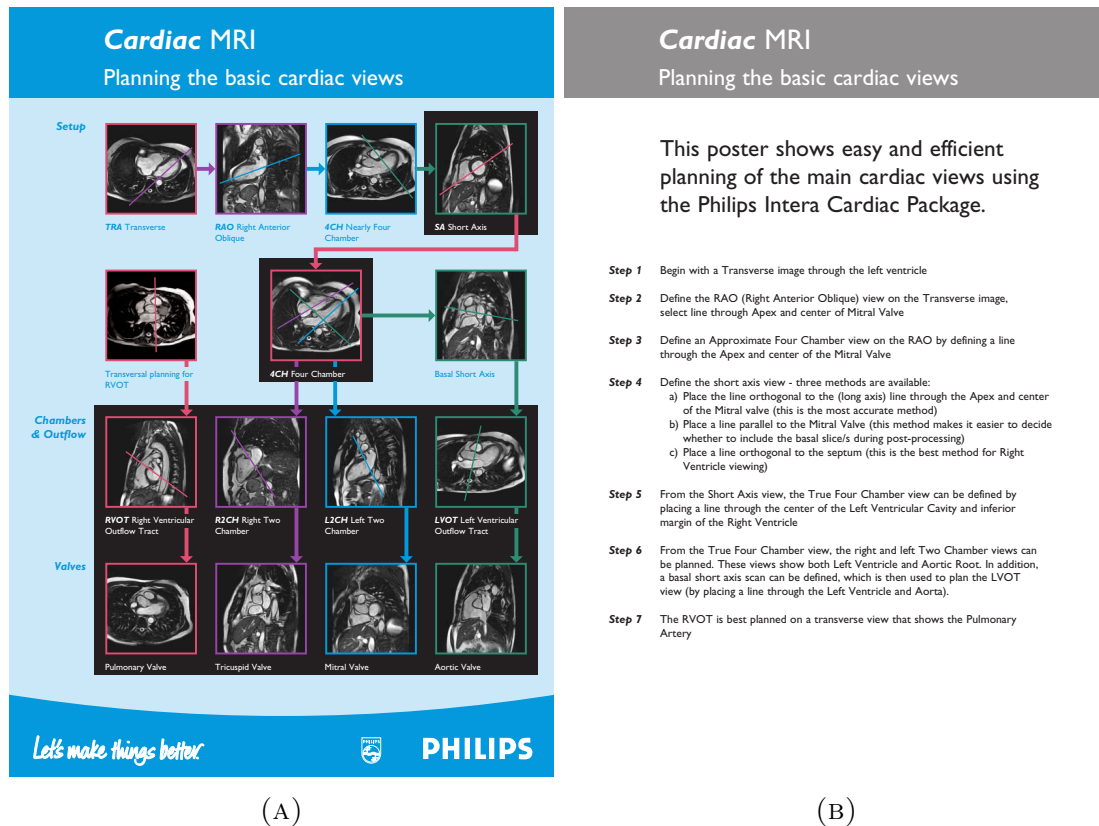 Cardiac MRI
Planning the basic cardiac views
Setup
TRA Transverse
RAO Right Anterior
Oblique
4CH Nearly Four
Chamber
SA Short Axis
Transversal planning for
RVOT
4CH Four Chamber
Basal Short Axis
Chambers
& Outflow
RVOT Right Ventricular
Outflow Tract
R2CH Right Two
Chamber
L2CH Left Two
Chamber
LVOT Left Ventricular
Outflow Tract
Valves
Pulmonary Valve
Tricuspid Valve
Mitral Valve
Aortic Valve
Let's make things better.
PHILIPS
PHILIPS
(A)
Cardiac MRI
Planning the basic cardiac views
This poster shows easy and efficient
planning of the main cardiac views using
the Philips Intera Cardiac Package.
Step 1 Begin with a Transverse image through the left ventricle
Step 2 Define the RAO (Right Anterior Oblique) view on the Transverse image,
select line through Apex and center of Mitral Valve
Step 3 Define an Approximate Four Chamber view on the RAO by defining a line
through the Apex and center of the Mitral Valve
Step 4 Define the short axis view - three methods are available:
a) Place the line orthogonal to the (long axis) line through the Apex and center
of the Mitral valve (this is the most accurate method)
b) Place a line parallel to the Mitral Valve (this method makes it easier to decide
whether to include the basal slice/s during post-processing)
c) Place a line orthogonal to the septum (this is the best method for Right
Ventricle viewing)
Step 5 From the Short Axis view, the True Four Chamber view can be defined by
placing a line through the center of the Left Ventricular Cavity and inferior
margin of the Right Ventricle
Step 6 From the True Four Chamber view, the right and left Two Chamber views can
be planned. These views show both Left Ventricle and Aortic Root. In addition,
a basal short axis scan can be defined, which is then used to plan the LVOT
view (by placing a line through the Left Ventricle and Aorta).
Step 7 The RVOT is best planned on a transverse view that shows the Pulmonary
Artery
(B)